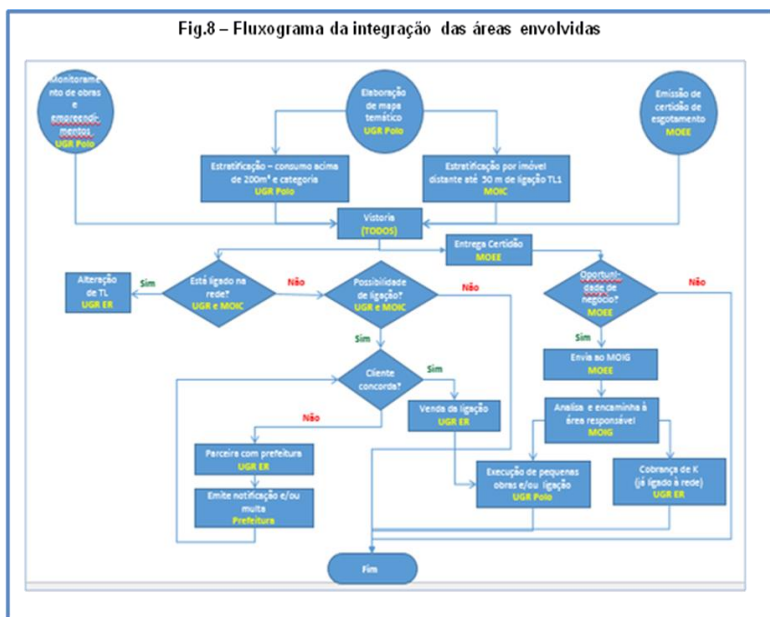 Fig.8 – Fluxograma da integração das áreas envolvidas
Monitorame
nto de obras
e
empreendi-
mentos
UGR Polo
Elaboração
de mapa
temático
UGR Polo
Emissão de
certidão de
esgotamento
MOEE
Estratificação – consumo acima
de 200m³ e categoria
UGR Polo
Estratificação por imóvel
distante até 50 m de ligação TL1
MOIC
Vistoria
(TODOS)
Entrega Certidão
MOEE
Alteração
de TL
UGR ER
Sim
Está ligado na
rede?
UGR e MOIC
Não
Possibilidade
de ligação?
UGR e MOIC
Não
Oportuni-
dade de
negócio?
MOEE
Não
Sim
Sim
Cliente
concorda?
Sim
Envia ao MOIG
MOEE
Não
Venda da ligação
UGR ER
Analisa e encaminha à
área responsável
MOIG
Parceira com prefeitura
UGR ER
Execução de pequenas
obras e/ou ligação
UGR Polo
Cobrança de K
(já ligado à rede)
UGR ER
Emite notificação e/ou
multa
Prefeitura
Fim